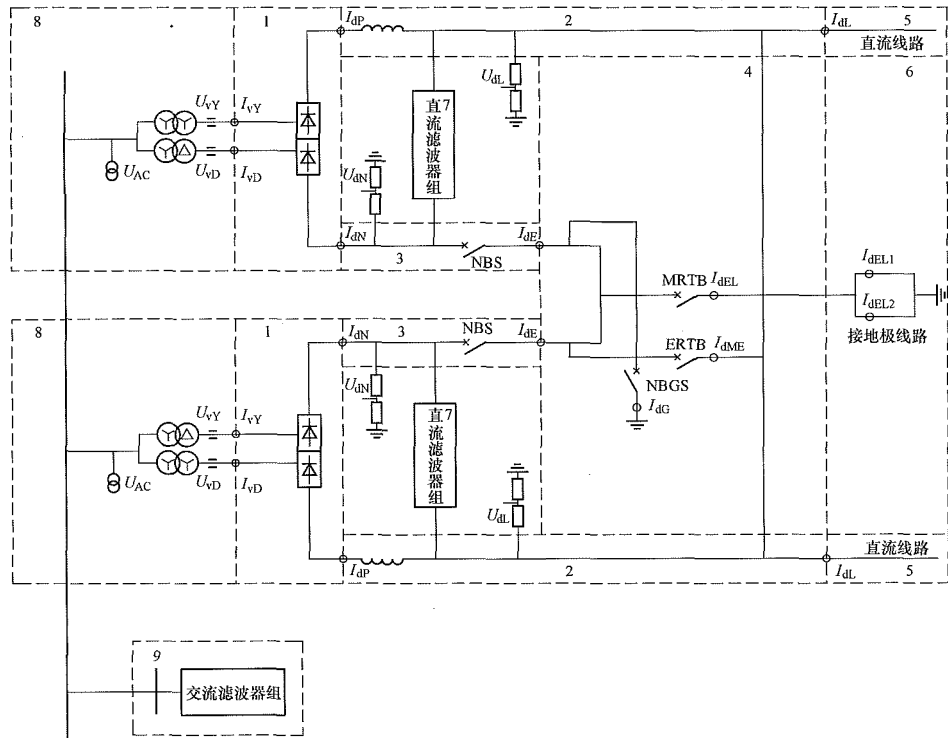 8
1
I_dP
2
I_dL
5
直流线路
U_dL
4
6
U_vY
I_vY
直流滤波器组
7
U_AC
U_vD
I_vD
U_dN
I_dN
3
NBS
I_dE
MRTB
I_dEL
I_dEL1
I_dEL2
接地极线路
8
1
I_dN
3
NBS
I_dE
ERTB
I_dME
U_dN
NBGS
I_dG
U_vY
I_vY
直流滤波器组
7
U_AC
U_vD
I_vD
U_dL
直流线路
I_dP
2
I_dL
5
9
交流滤波器组